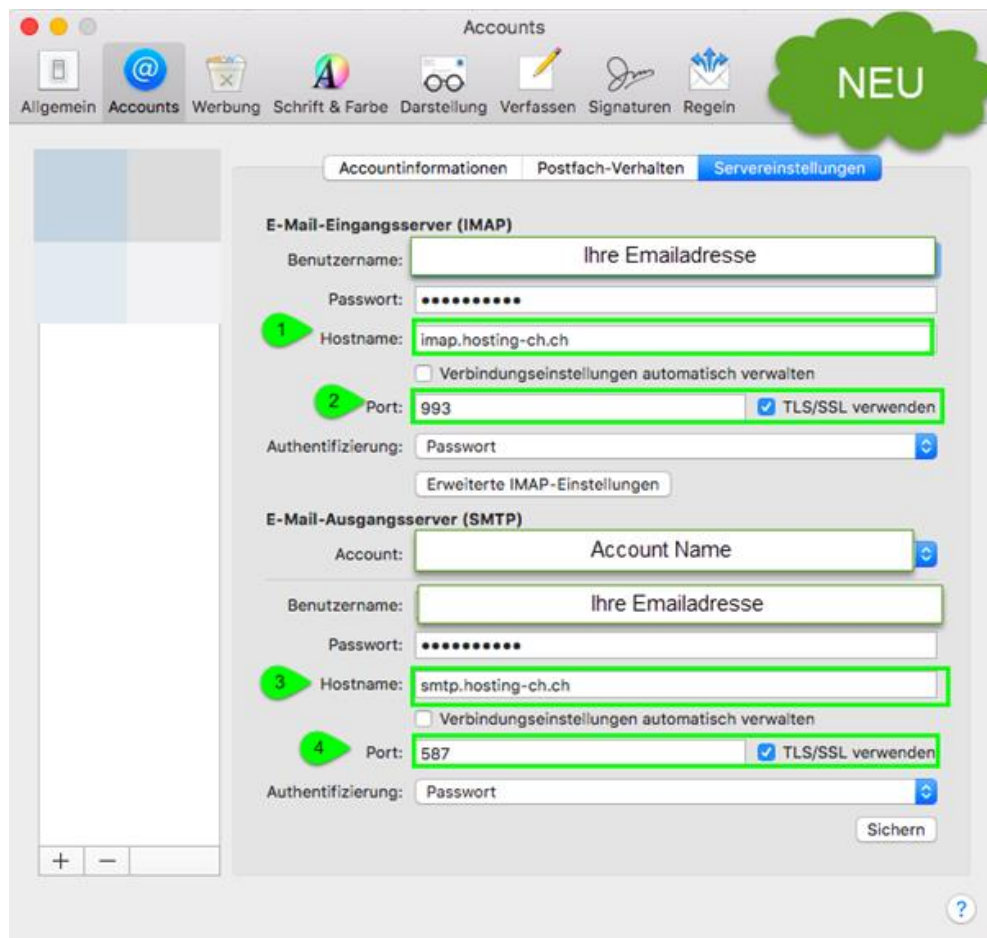 Accounts
NEU
Allgemein Accounts Werbung Schrift & Farbe Darstellung Verfassen Signaturen Regeln
Accountinformationen Postfach-Verhalten Servereinstellungen
E-Mail-Eingangsserver (IMAP)
Benutzername: Ihre Emailadresse
Passwort: ••••••••••
1 Hostname: imap.hosting-ch.ch
Verbindungseinstellungen automatisch verwalten
2 Port: 993 TLS/SSL verwenden
Authentifizierung: Passwort
Erweiterte IMAP-Einstellungen
E-Mail-Ausgangsserver (SMTP)
Account: Account Name
Benutzername: Ihre Emailadresse
Passwort: ••••••••••
3 Hostname: smtp.hosting-ch.ch
Verbindungseinstellungen automatisch verwalten
4 Port: 587 TLS/SSL verwenden
Authentifizierung: Passwort
Sichern
+ −
?